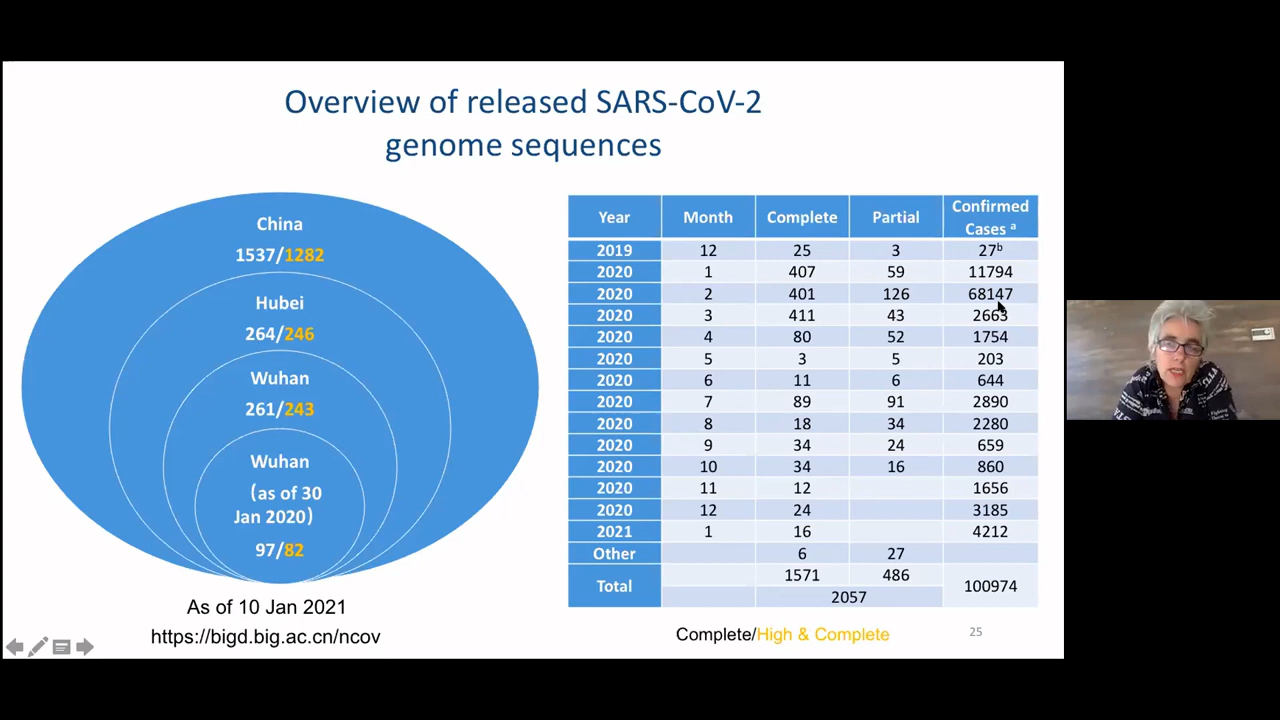 Overview of released SARS-CoV-2
genome sequences
China
1537/1282
Hubei
264/246
Wuhan
261/243
Wuhan
(as of 30
Jan 2020)
97/82
As of 10 Jan 2021
https://bigd.big.ac.cn/ncov
Year Month Complete Partial Confirmed Cases ᵃ
2019 12 25 3 27ᵇ
2020 1 407 59 11794
2020 2 401 126 68147
2020 3 411 43 2663
2020 4 80 52 1754
2020 5 3 5 203
2020 6 11 6 644
2020 7 89 91 2890
2020 8 18 34 2280
2020 9 34 24 659
2020 10 34 16 860
2020 11 12 1656
2020 12 24 3185
2021 1 16 4212
Other 6 27
Total 1571 486 100974
2057
Complete/High & Complete
25